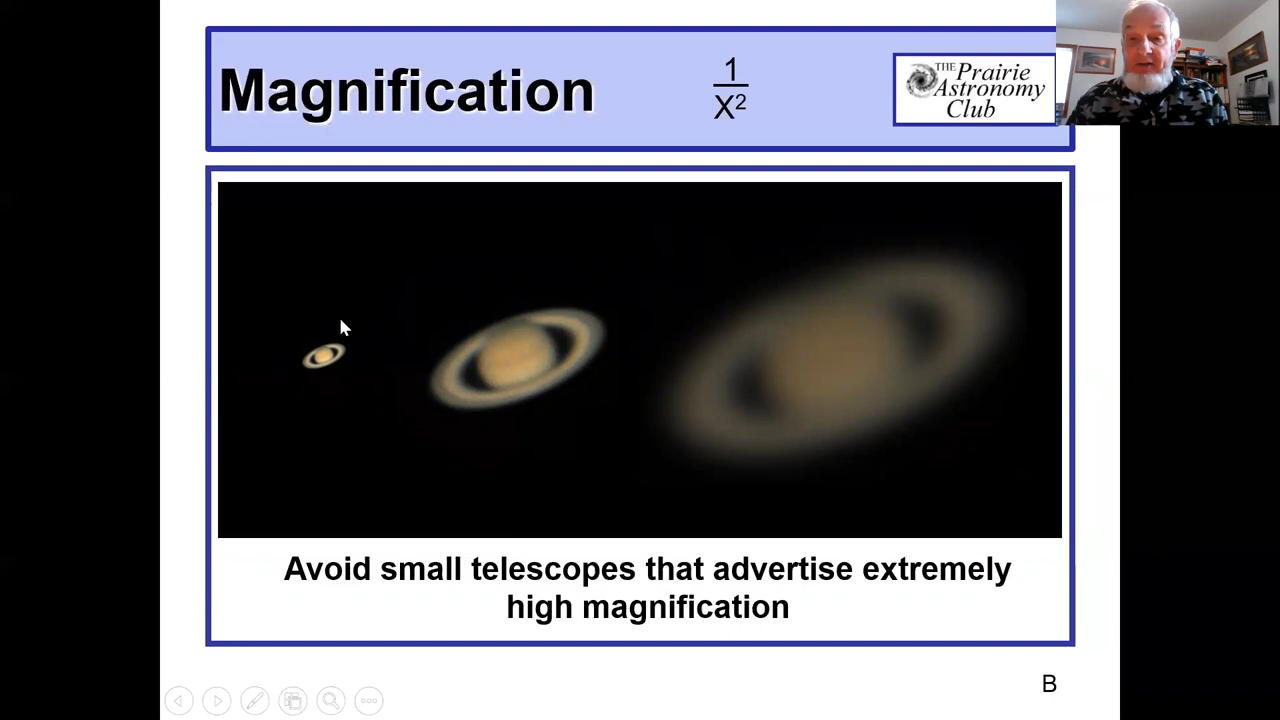 Magnification
1
X²
THE Prairie
Astronomy
Club
Avoid small telescopes that advertise extremely
high magnification
B